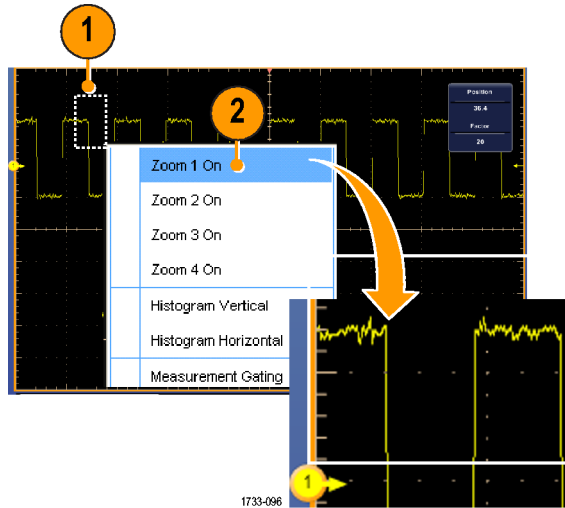 1
2
Position
36.4
Factor
20
1
Zoom 1 On
Zoom 2 On
Zoom 3 On
Zoom 4 On
Histogram Vertical
Histogram Horizontal
Measurement Gating
1
1733-096